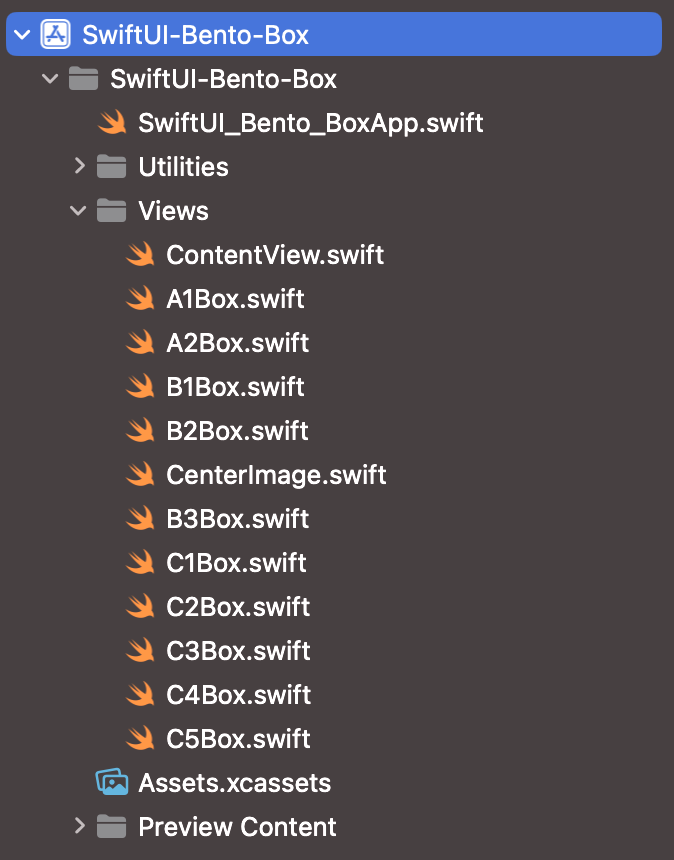 SwiftUI-Bento-Box
SwiftUI-Bento-Box
SwiftUI_Bento_BoxApp.swift
Utilities
Views
ContentView.swift
A1Box.swift
A2Box.swift
B1Box.swift
B2Box.swift
CenterImage.swift
B3Box.swift
C1Box.swift
C2Box.swift
C3Box.swift
C4Box.swift
C5Box.swift
Assets.xcassets
Preview Content